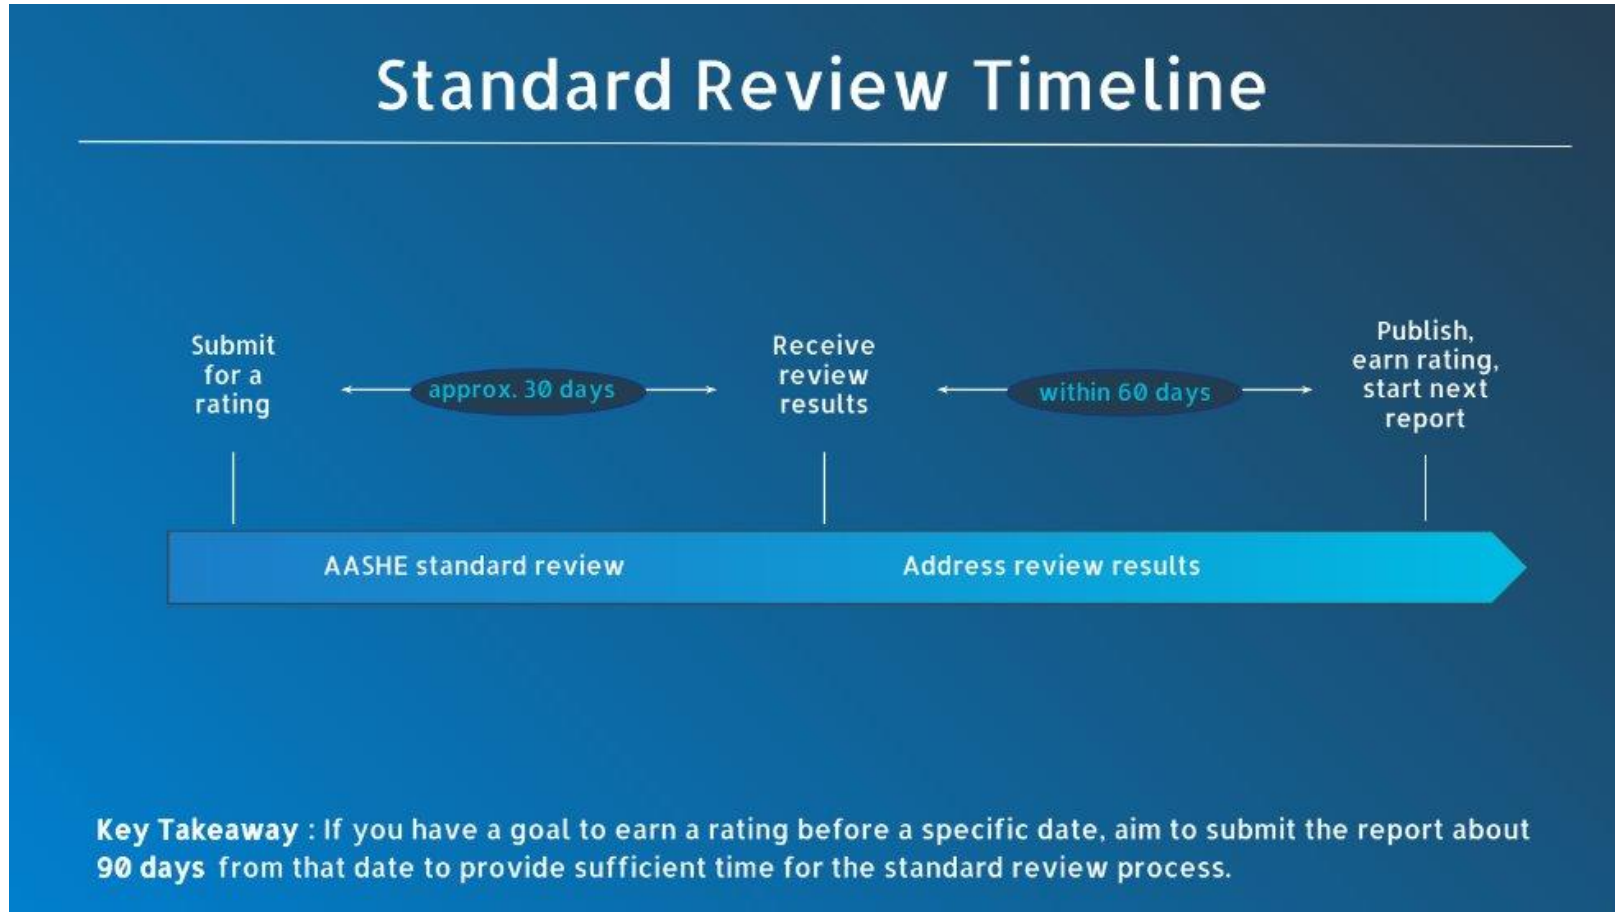 Standard Review Timeline
Submit
for a
rating
approx. 30 days
Receive
review
results
within 60 days
Publish,
earn rating,
start next
report
AASHE standard review
Address review results
Key Takeaway : If you have a goal to earn a rating before a specific date, aim to submit the report about
90 days from that date to provide sufficient time for the standard review process.